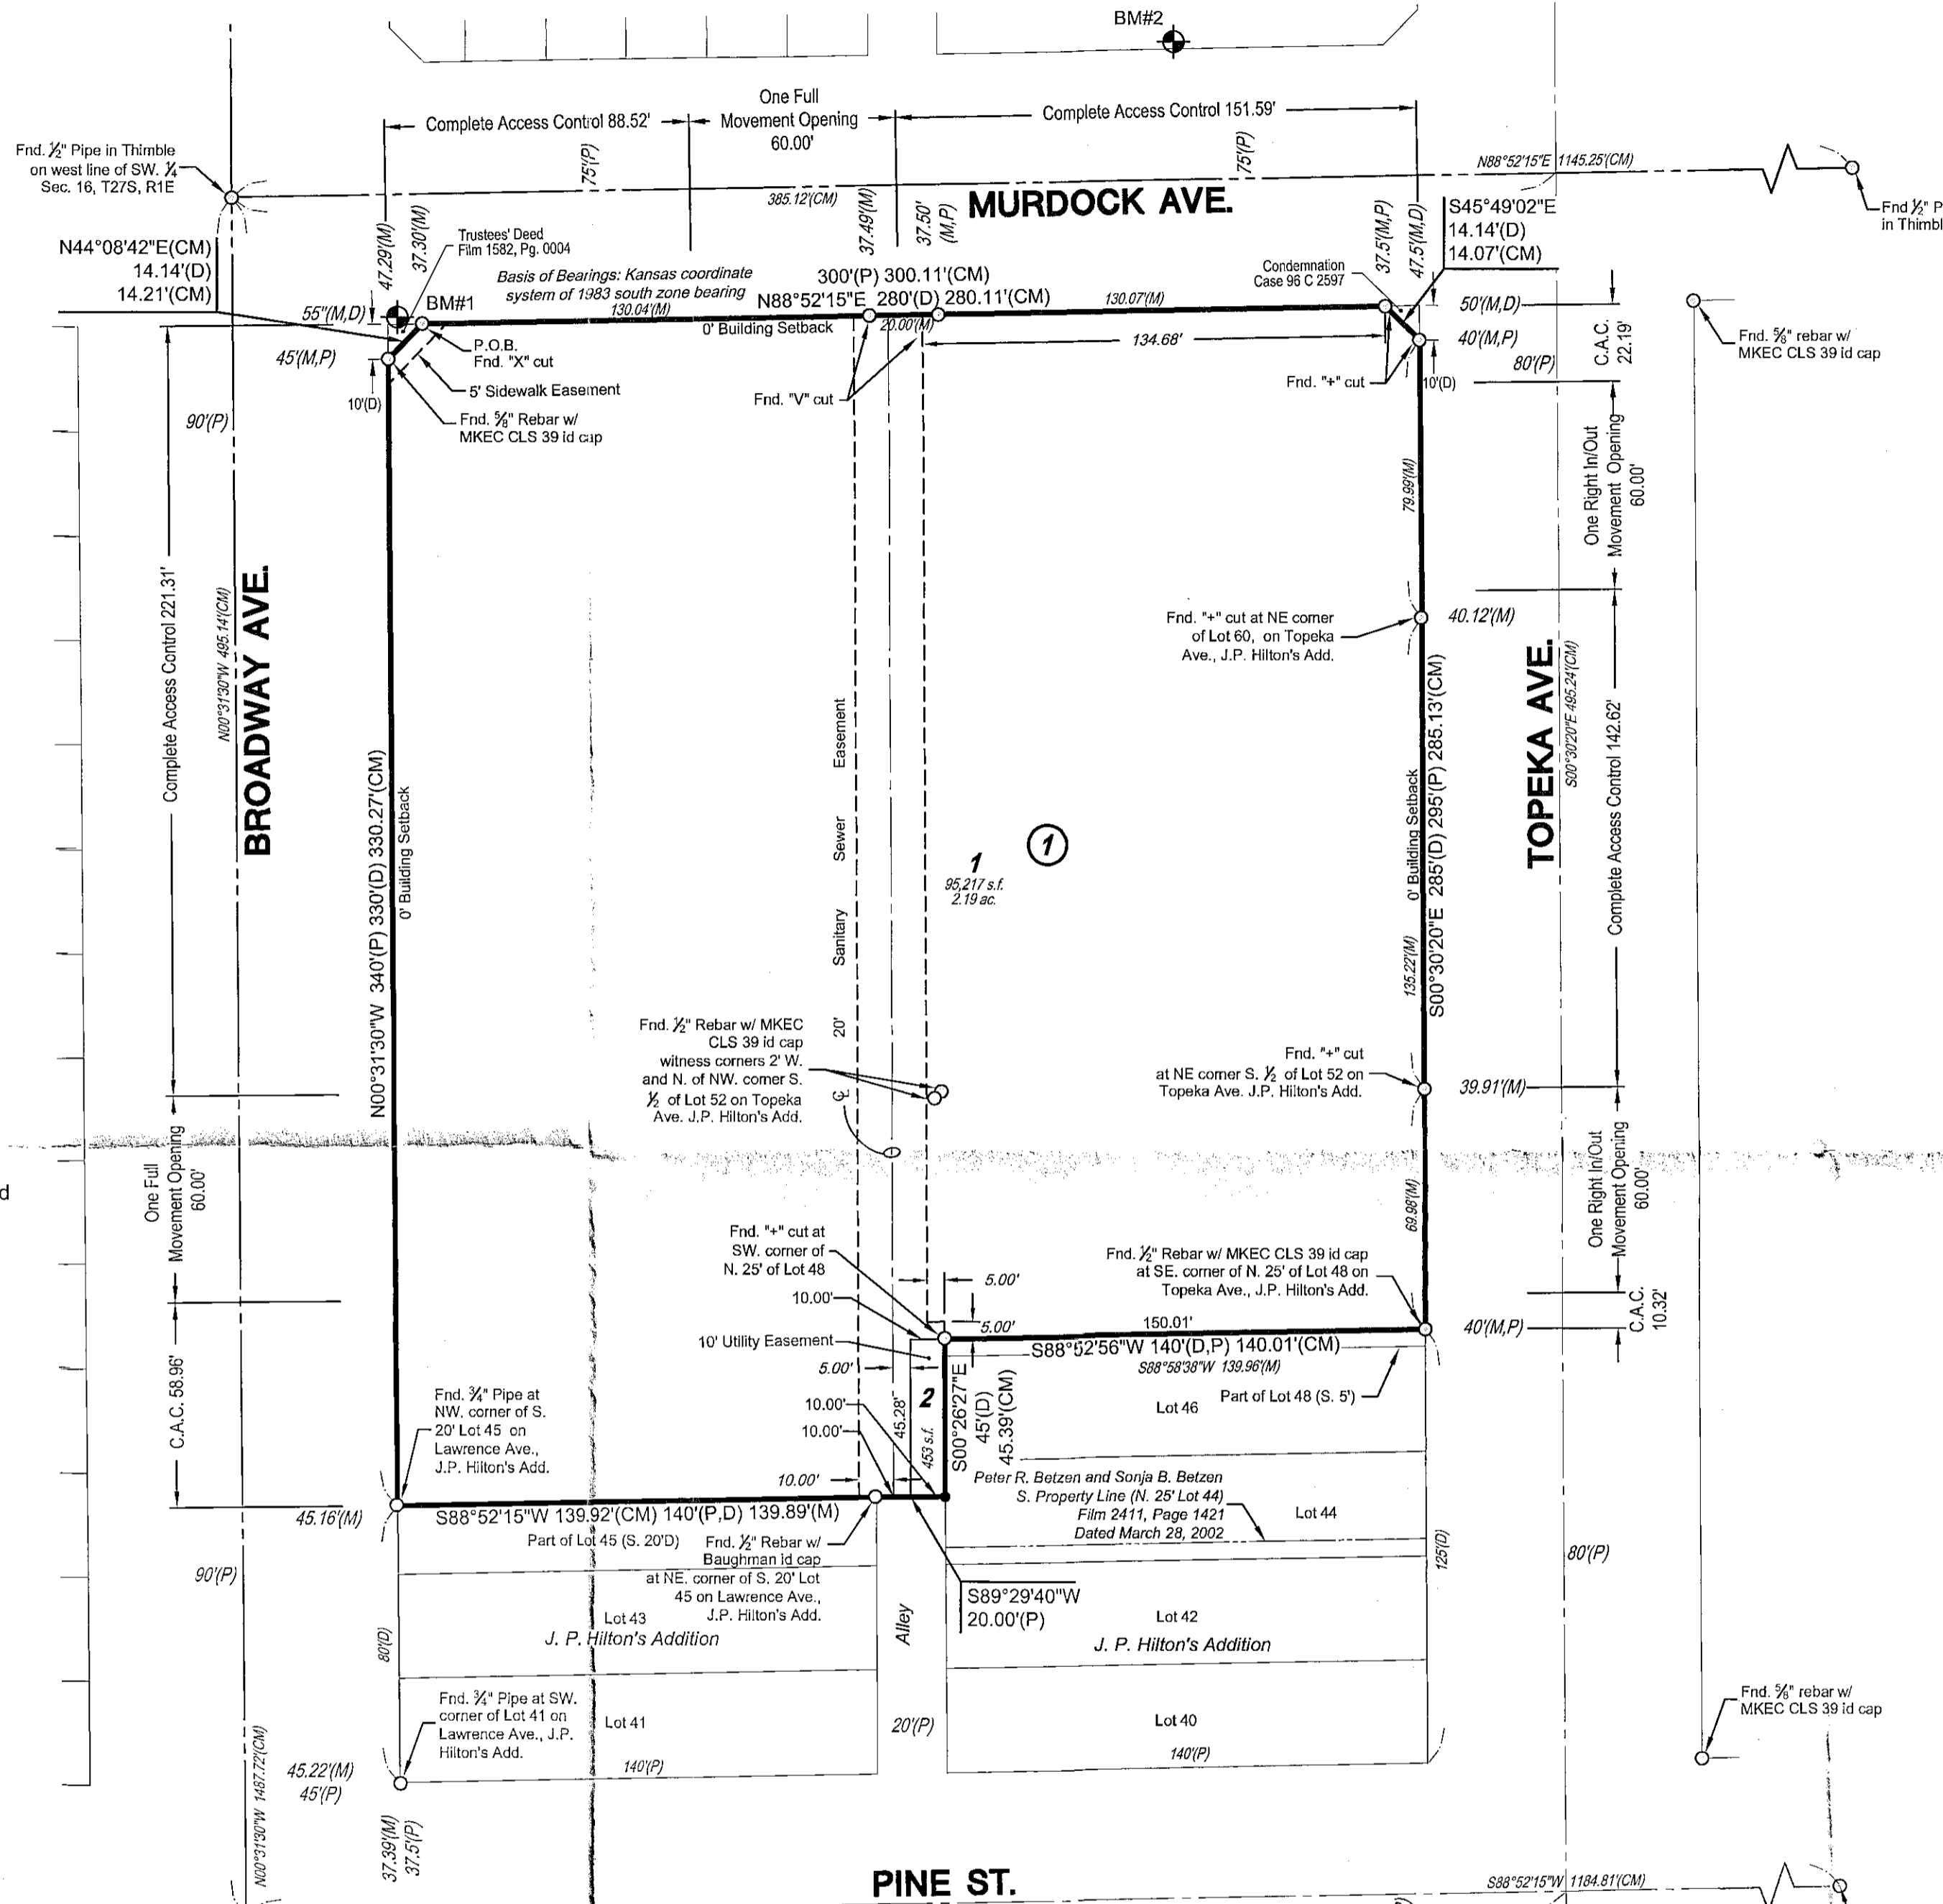 BM#2
Complete Access Control 88.52'
One Full
Movement Opening
60.00'
Complete Access Control 151.59'
Fnd. ½" Pipe in Thimble
on west line of SW. ¼
Sec. 16, T27S, R1E
75'(P)
75'(P)
N88°52'15"E 1145.25'(CM)
385.12'(CM)
MURDOCK AVE.
Fnd ½" P
in Thimbl
N44°08'42"E(CM)
14.14'(D)
14.21'(CM)
47.29'(M)
37.30'(M)
Trustees' Deed
Film 1582, Pg. 0004
37.49'(M)
37.50'
(M,P)
37.5'(M,P)
47.5'(M,D)
S45°49'02"E
14.14'(D)
14.07'(CM)
Basis of Bearings: Kansas coordinate
system of 1983 south zone bearing
300'(P) 300.11'(CM)
N88°52'15"E 280'(D) 280.11'(CM)
Condemnation
Case 96 C 2597
55"(M,D)
BM#1
130.04'(M)
0' Building Setback
20.00'(M)
130.07'(M)
50'(M,D)
C.A.C.
22.19'
45'(M,P)
P.O.B.
Fnd. "X" cut
134.68'
40'(M,P)
80'(P)
Fnd. ⅝" rebar w/
MKEC CLS 39 id cap
10'(D)
5' Sidewalk Easement
Fnd. "V" cut
Fnd. "+" cut
10'(D)
90'(P)
Fnd. ⅝" Rebar w/
MKEC CLS 39 id cap
79.99'(M)
One Right In/Out
Movement Opening
60.00'
Complete Access Control 221.31'
N00°31'30"W 495.14'(CM)
BROADWAY AVE.
Fnd. "+" cut at NE corner
of Lot 60, on Topeka
Ave., J.P. Hilton's Add.
40.12'(M)
N00°31'30"W 340'(P) 330'(D) 330.27'(CM)
0' Building Setback
20' Sanitary Sewer Easement
1
95,217 s.f.
2.19 ac.
1
0' Building Setback
S00°30'20"E 285'(D) 295'(P) 285.13'(CM)
TOPEKA AVE.
S00°30'20"E 495.24'(CM)
Complete Access Control 142.62'
135.22'(M)
Fnd. ½" Rebar w/ MKEC
CLS 39 id cap
witness corners 2' W.
and N. of NW. corner S.
½ of Lot 52 on Topeka
Ave. J.P. Hilton's Add.
℄
Fnd. "+" cut
at NE corner S. ½ of Lot 52 on
Topeka Ave. J.P. Hilton's Add.
39.91'(M)
d
One Full
Movement Opening
60.00'
69.98'(M)
One Right In/Out
Movement Opening
60.00'
Fnd. "+" cut at
SW. corner of
N. 25' of Lot 48
5.00'
Fnd. ½" Rebar w/ MKEC CLS 39 id cap
at SE. corner of N. 25' of Lot 48 on
Topeka Ave., J.P. Hilton's Add.
10.00'
5.00'
150.01'
40'(M,P)
C.A.C.
10.32'
10' Utility Easement
S88°52'56"W 140'(D,P) 140.01'(CM)
S88°58'38"W 139.96'(M)
5.00'
C.A.C. 58.96'
Fnd. ¾" Pipe at
NW. corner of S.
20' Lot 45 on
Lawrence Ave.,
J.P. Hilton's Add.
10.00'
10.00'
45.28'
2
453 s.f.
S00°26'27"E
45'(D)
45.39'(CM)
Part of Lot 48 (S. 5')
Lot 46
10.00'
Peter R. Betzen and Sonja B. Betzen
S. Property Line (N. 25' Lot 44)
Film 2411, Page 1421
Dated March 28, 2002
Lot 44
45.16'(M)
S88°52'15"W 139.92'(CM) 140'(P,D) 139.89'(M)
Part of Lot 45 (S. 20'D)
Fnd. ½" Rebar w/
Baughman id cap
at NE. corner of S. 20' Lot
45 on Lawrence Ave.,
J.P. Hilton's Add.
125'(D)
80'(P)
90'(P)
S89°29'40"W
20.00'(P)
80'(D)
Lot 43
J. P. Hilton's Addition
Alley
Lot 42
J. P. Hilton's Addition
Fnd. ¾" Pipe at SW.
corner of Lot 41 on
Lawrence Ave., J.P.
Hilton's Add.
Lot 41
20'(P)
Lot 40
Fnd. ⅝" rebar w/
MKEC CLS 39 id cap
N00°31'30"W 1487.72'(CM)
45.22'(M)
45'(P)
140'(P)
140'(P)
37.39'(M)
37.5'(P)
PINE ST.
S88°52'15"W 1184.81'(CM)